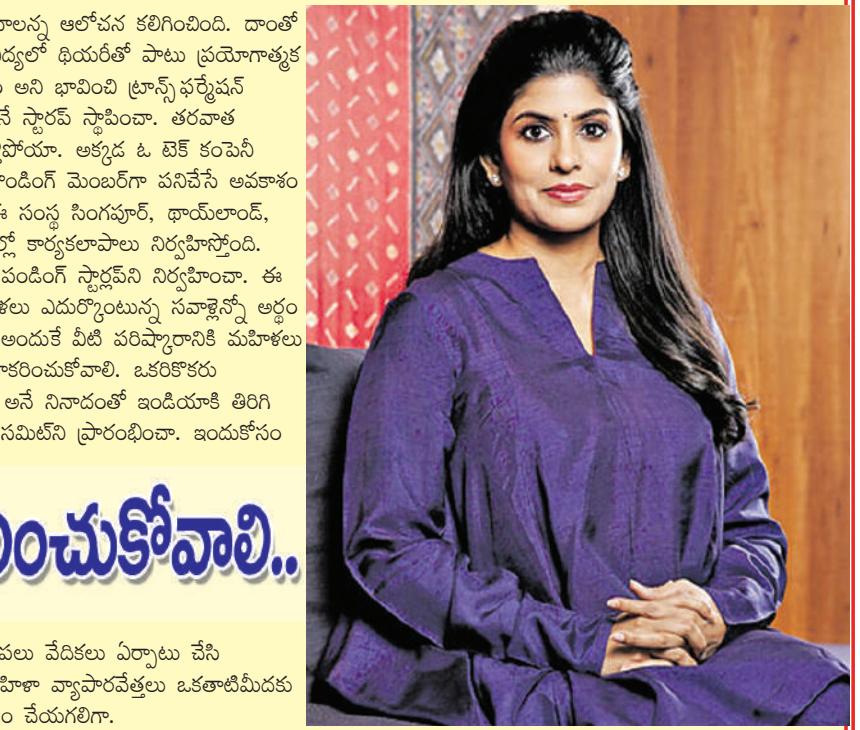 ాలన్న ఆలోచన కలిగించింది. దాంతో
ద్యలో థియరీతో పాటు ప్రయోగాత్మక
అని భావించి ట్రాన్స్‌ఫర్మేషన్
నే స్టారప్ స్థాపించా. తరవాత
పోయా. అక్కడ ఓ టెక్ కంపెనీ
ండింగ్ మెంబర్‌గా పనిచేసే అవకాశం
ఈ సంస్థ సింగపూర్, థాయ్‌లాండ్,
ల్లో కార్యకలాపాలు నిర్వహిస్తోంది.
పండింగ్ స్టార్టప్‌ని నిర్వహించా. ఈ
ళలు ఎదుర్కొంటున్న సవాళ్లెన్నో అర్థం
అందుకే వీటి పరిష్కారానికి మహిళలు
కరించుకోవాలి. ఒకరికొకరు
అనే నినాదంతో ఇండియాకి తిరిగి
సమిట్‌ని ప్రారంభించా. ఇందుకోసం
ంచుకోవాలి..
పలు వేదికలు ఏర్పాటు చేసి
హిళా వ్యాపారవేత్తలు ఒకతాటిమీదకు
చేయగలిగా.